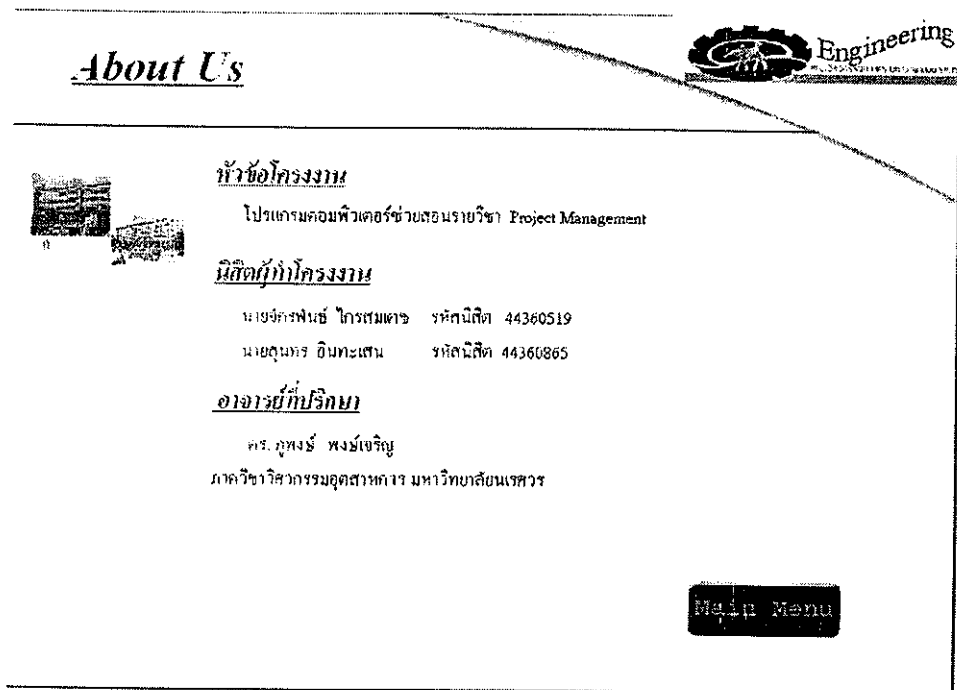 About Us
Engineering
หัวข้อโครงงาน
โปรแกรมคอมพิวเตอร์ช่วยสอนรายวิชา Project Management
นิสิตผู้ทำโครงงาน
นายจักรพันธ์ ไกรสมเดช รหัสนิสิต 44360519
นายสุนทร อินทะเสน รหัสนิสิต 44360865
อาจารย์ที่ปรึกษา
ดร. ภูพงษ์ พงษ์เจริญ
ภาควิชาวิศวกรรมอุตสาหการ มหาวิทยาลัยนเรศวร
Main Menu